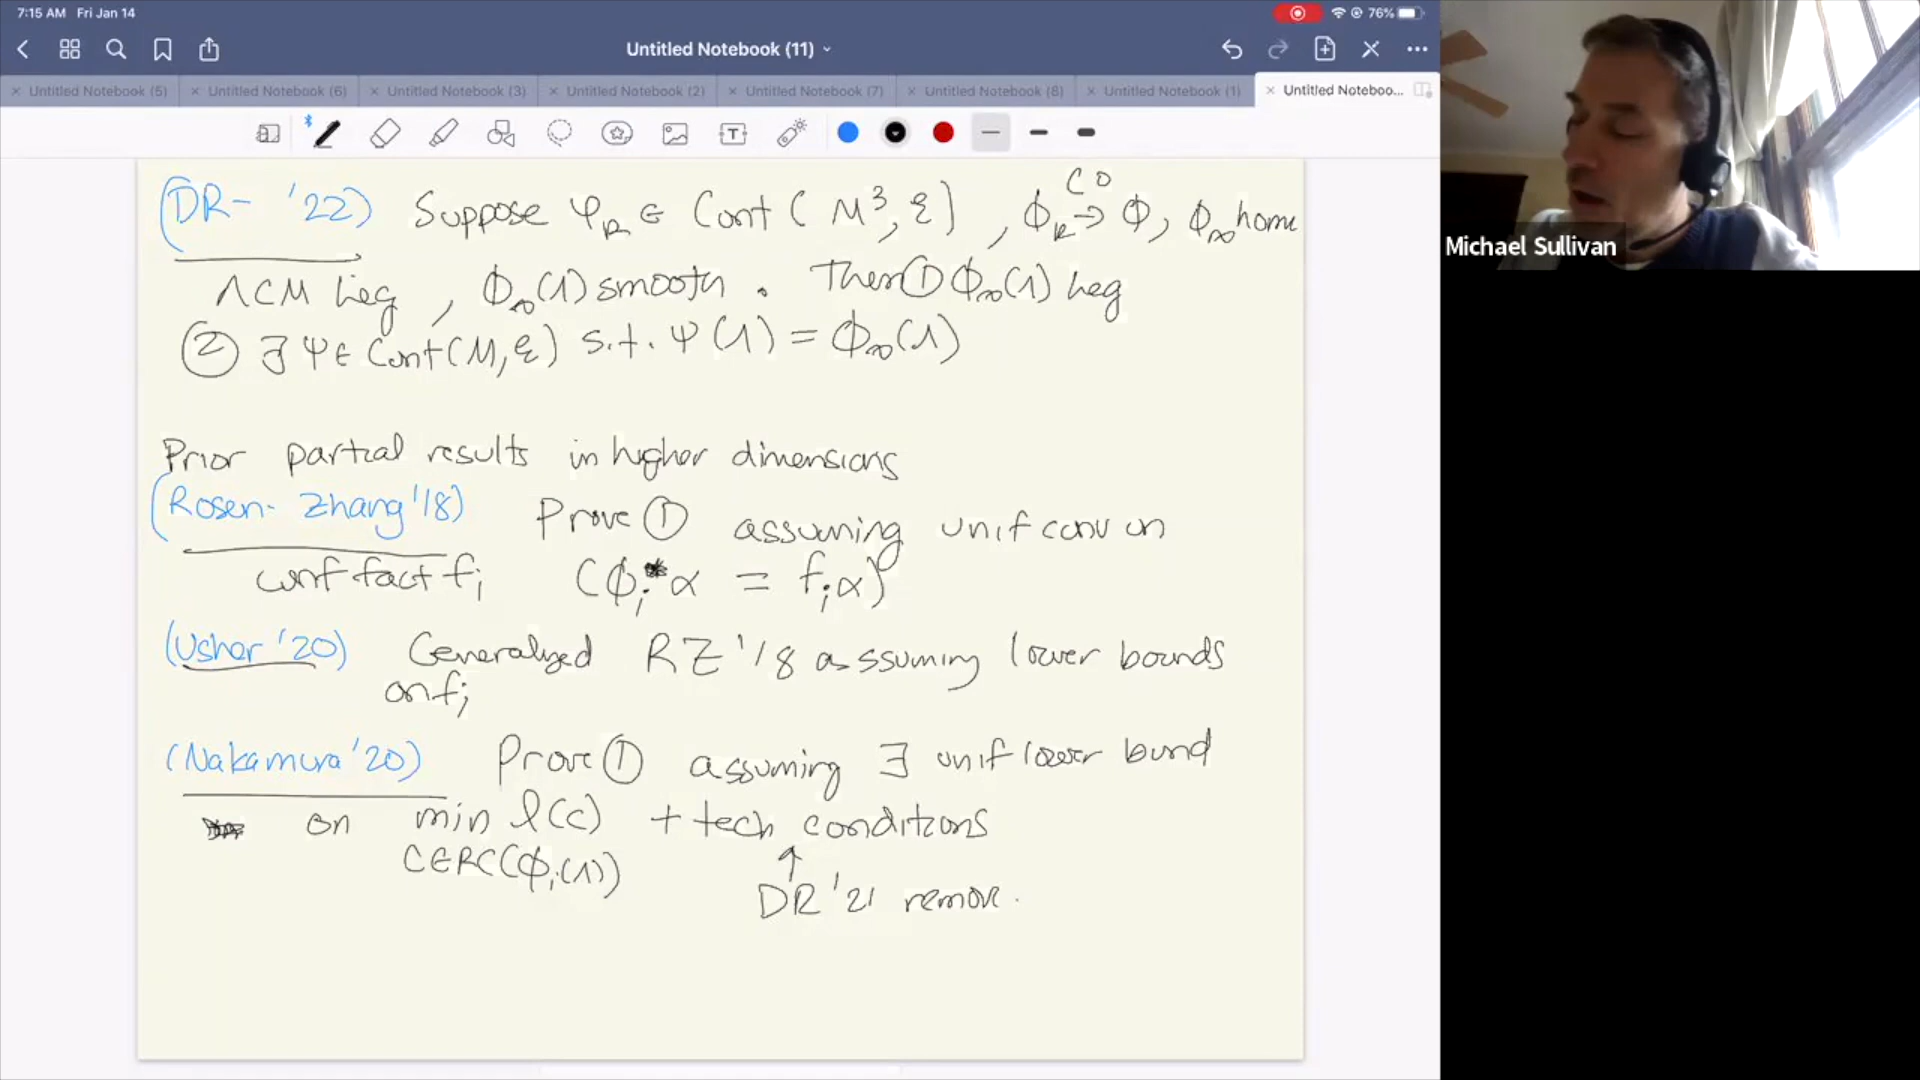 7:15 AM Fri Jan 14
76%
Untitled Notebook (11)
Untitled Notebook (5)
Untitled Notebook (6)
Untitled Notebook (3)
Untitled Notebook (2)
Untitled Notebook (7)
Untitled Notebook (8)
Untitled Notebook (1)
Untitled Noteboo...
Michael Sullivan
(DR- '22) Suppose φ_k ∈ Cont (M³, ξ), ϕ_k →^{C⁰} ϕ, ϕ_∞ home
Λ⊂M Leg, ϕ_∞(Λ) smooth. Then ① ϕ_∞(Λ) Leg
② ∃ ψ ∈ Cont(M, ξ) s.t. ψ(Λ) = ϕ_∞(Λ)
Prior partial results in higher dimensions
(Rosen- Zhang '18) Prove ① assuming unif conv on
conf fact f_i (ϕ_i^*α = f_iα)
(Usher '20) Generalized RZ '18 assuming lower bounds
on f_i
(Nakamura '20) Prove ① assuming ∃ unif lower bund
on min l(c) + tech conditions
C∈RC(ϕ_i(Λ))
↑
DR '21 remove.